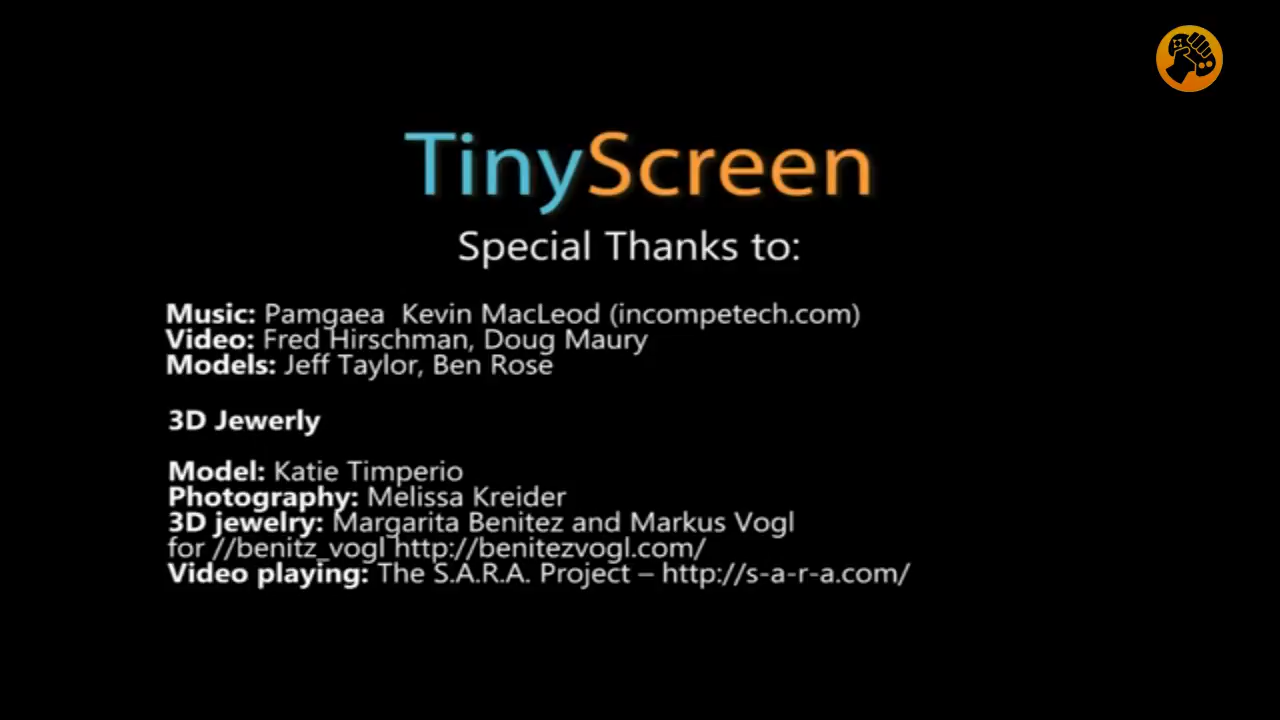 TinyScreen
Special Thanks to:
Music: Pamgaea  Kevin MacLeod (incompetech.com)
Video: Fred Hirschman, Doug Maury
Models: Jeff Taylor, Ben Rose
3D Jewerly
Model: Katie Timperio
Photography: Melissa Kreider
3D jewelry: Margarita Benitez and Markus Vogl
for //benitz_vogl http://benitezvogl.com/
Video playing: The S.A.R.A. Project – http://s-a-r-a.com/